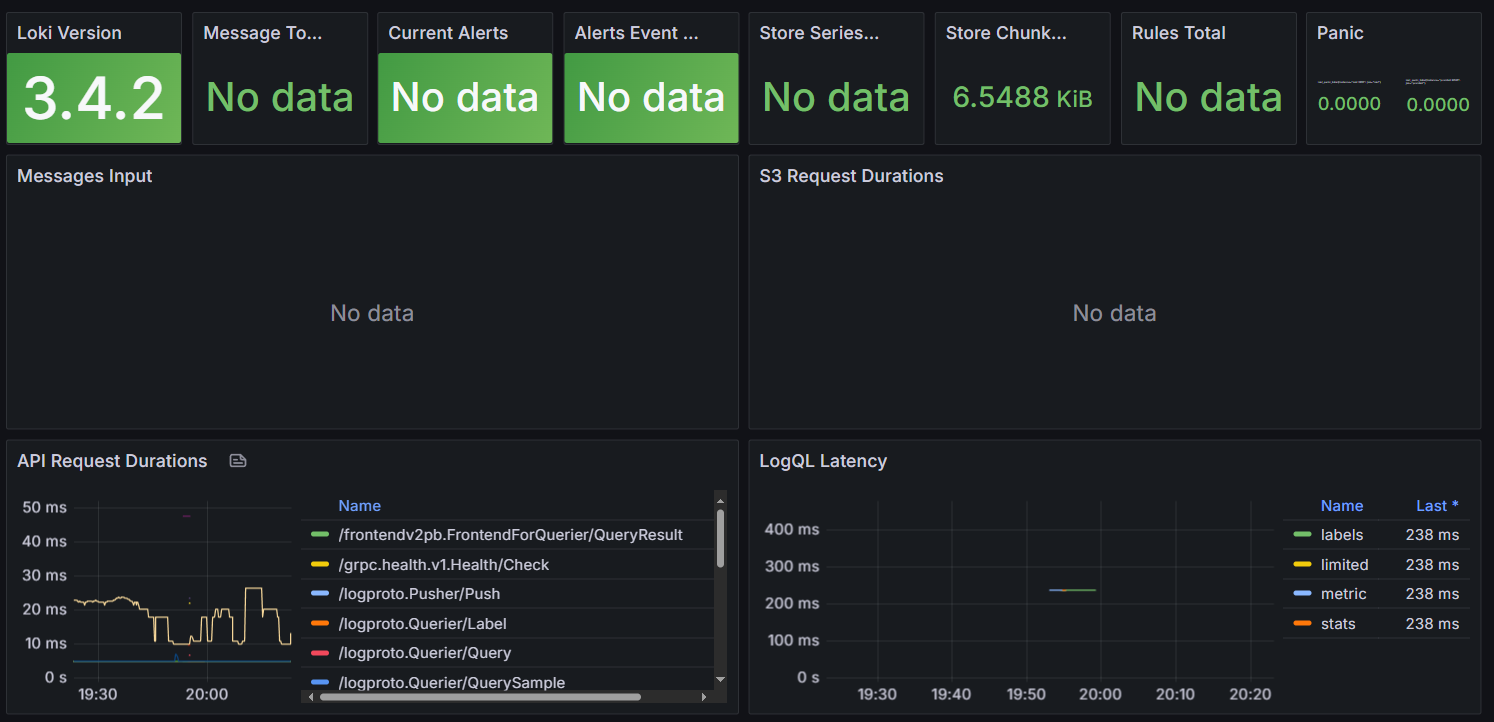 Loki Version
Message To...
Current Alerts
Alerts Event ...
Store Series...
Store Chunk...
Rules Total
Panic
3.4.2
No data
No data
No data
No data
6.5488 KiB
No data
0.0000
0.0000
Messages Input
No data
S3 Request Durations
No data
API Request Durations
50 ms
40 ms
30 ms
20 ms
10 ms
0 s
19:30
20:00
Name
/frontendv2pb.FrontendForQuerier/QueryResult
/grpc.health.v1.Health/Check
/logproto.Pusher/Push
/logproto.Querier/Label
/logproto.Querier/Query
/logproto.Querier/QuerySample
LogQL Latency
400 ms
300 ms
200 ms
100 ms
0 s
19:30
19:40
19:50
20:00
20:10
20:20
Name Last *
labels 238 ms
limited 238 ms
metric 238 ms
stats 238 ms